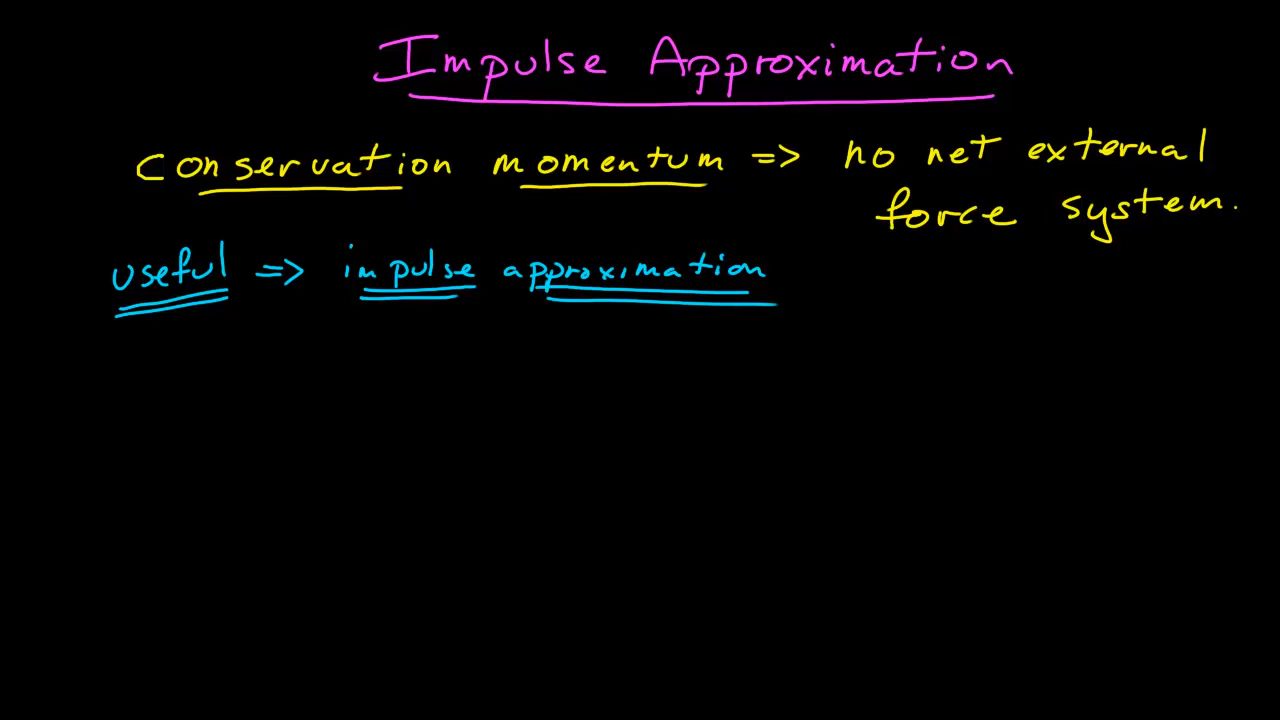 Impulse Approximation
conservation momentum => no net external
force system.
useful => impulse approximation